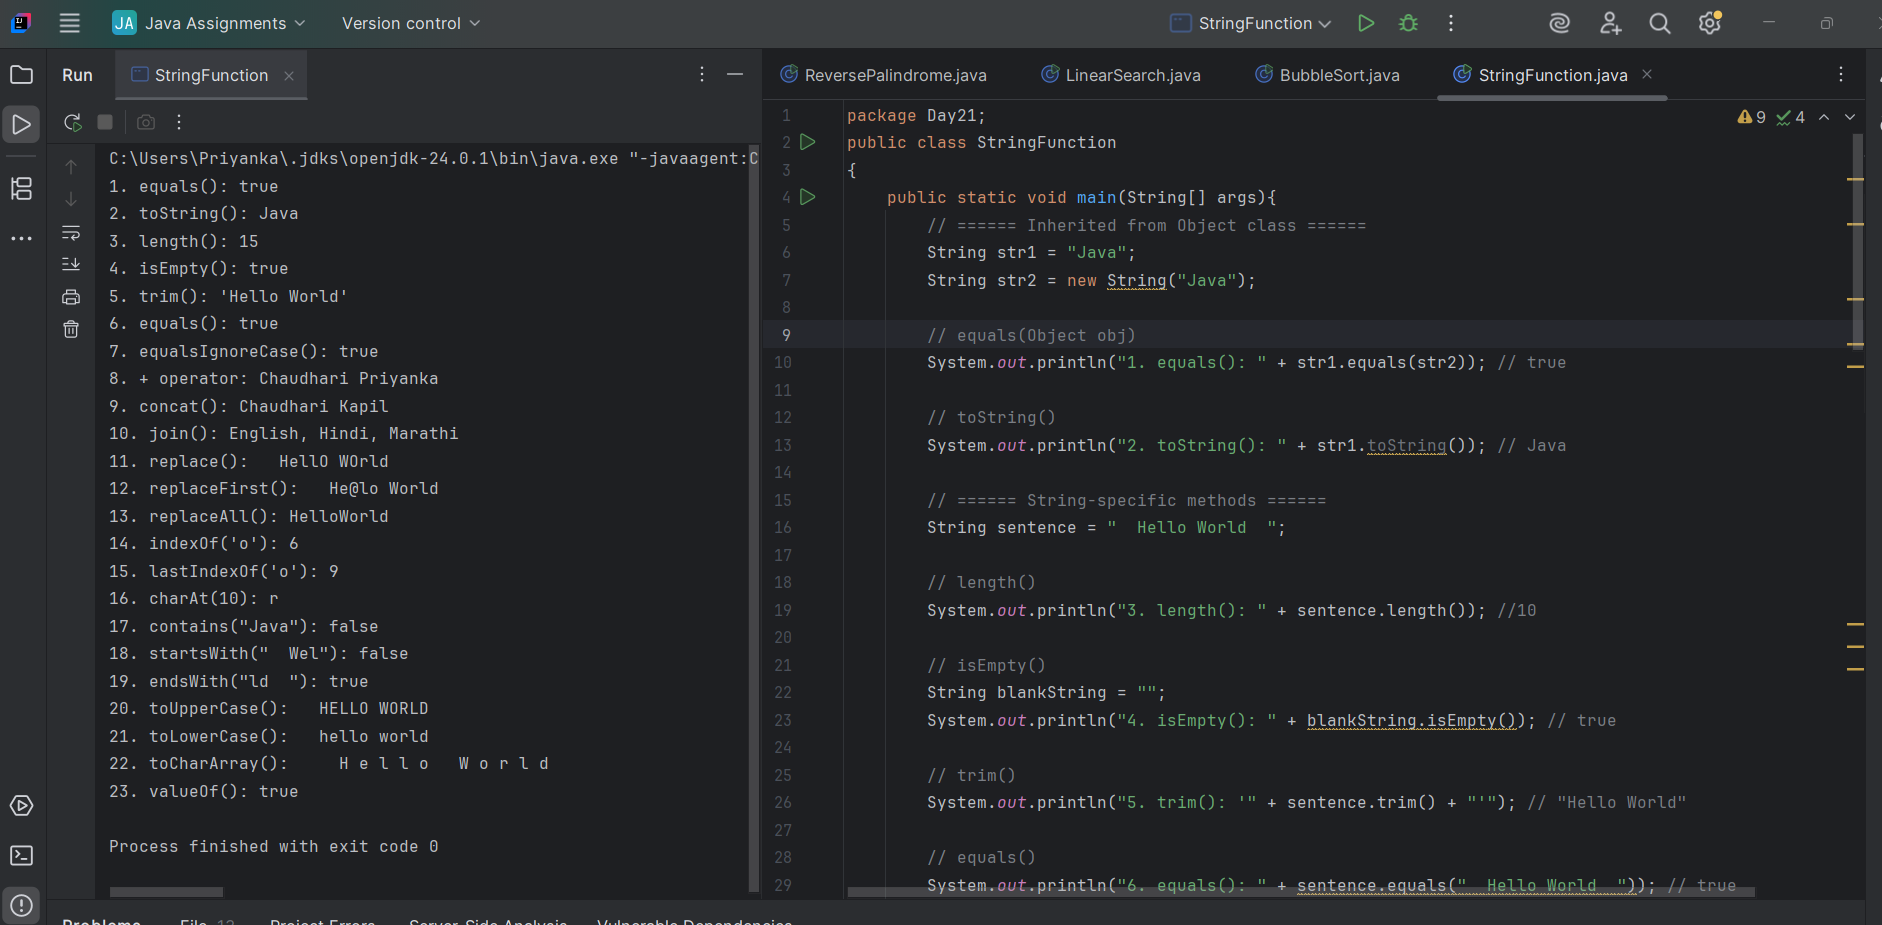 JA Java Assignments Version control StringFunction
Run StringFunction
C:\Users\Priyanka\.jdks\openjdk-24.0.1\bin\java.exe "-javaagent:C
1. equals(): true
2. toString(): Java
3. length(): 15
4. isEmpty(): true
5. trim(): 'Hello World'
6. equals(): true
7. equalsIgnoreCase(): true
8. + operator: Chaudhari Priyanka
9. concat(): Chaudhari Kapil
10. join(): English, Hindi, Marathi
11. replace():   HellO WOrld
12. replaceFirst():   He@lo World
13. replaceAll(): HelloWorld
14. indexOf('o'): 6
15. lastIndexOf('o'): 9
16. charAt(10): r
17. contains("Java"): false
18. startsWith("  Wel"): false
19. endsWith("ld  "): true
20. toUpperCase():   HELLO WORLD
21. toLowerCase():   hello world
22. toCharArray():     H e l l o   W o r l d
23. valueOf(): true
Process finished with exit code 0
ReversePalindrome.java LinearSearch.java BubbleSort.java StringFunction.java
9 4
1 package Day21;
2 public class StringFunction
3 {
4 public static void main(String[] args){
5 // ====== Inherited from Object class ======
6 String str1 = "Java";
7 String str2 = new String("Java");
8
9 // equals(Object obj)
10 System.out.println("1. equals(): " + str1.equals(str2)); // true
11
12 // toString()
13 System.out.println("2. toString(): " + str1.toString()); // Java
14
15 // ====== String-specific methods ======
16 String sentence = "  Hello World  ";
17
18 // length()
19 System.out.println("3. length(): " + sentence.length()); //10
20
21 // isEmpty()
22 String blankString = "";
23 System.out.println("4. isEmpty(): " + blankString.isEmpty()); // true
24
25 // trim()
26 System.out.println("5. trim(): '" + sentence.trim() + "'"); // "Hello World"
27
28 // equals()
29 System.out.println("6. equals(): " + sentence.equals("  Hello World  ")); // true
Problems File Project Errors Server-Side Analysis Vulnerable Dependencies